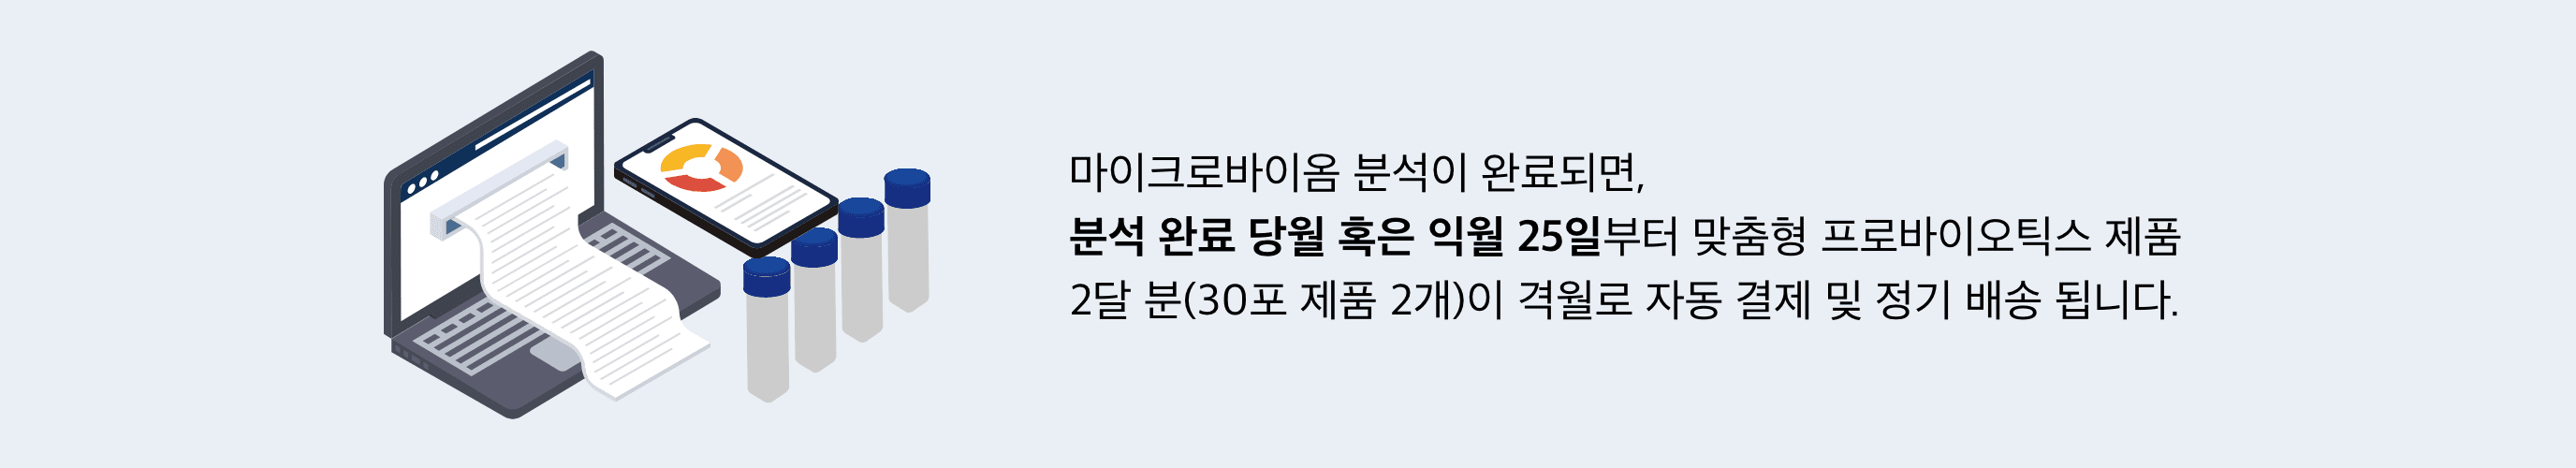 마이크로바이옴 분석이 완료되면,
분석 완료 당월 혹은 익월 25일부터 맞춤형 프로바이오틱스 제품
2달 분(30포 제품 2개)이 격월로 자동 결제 및 정기 배송 됩니다.